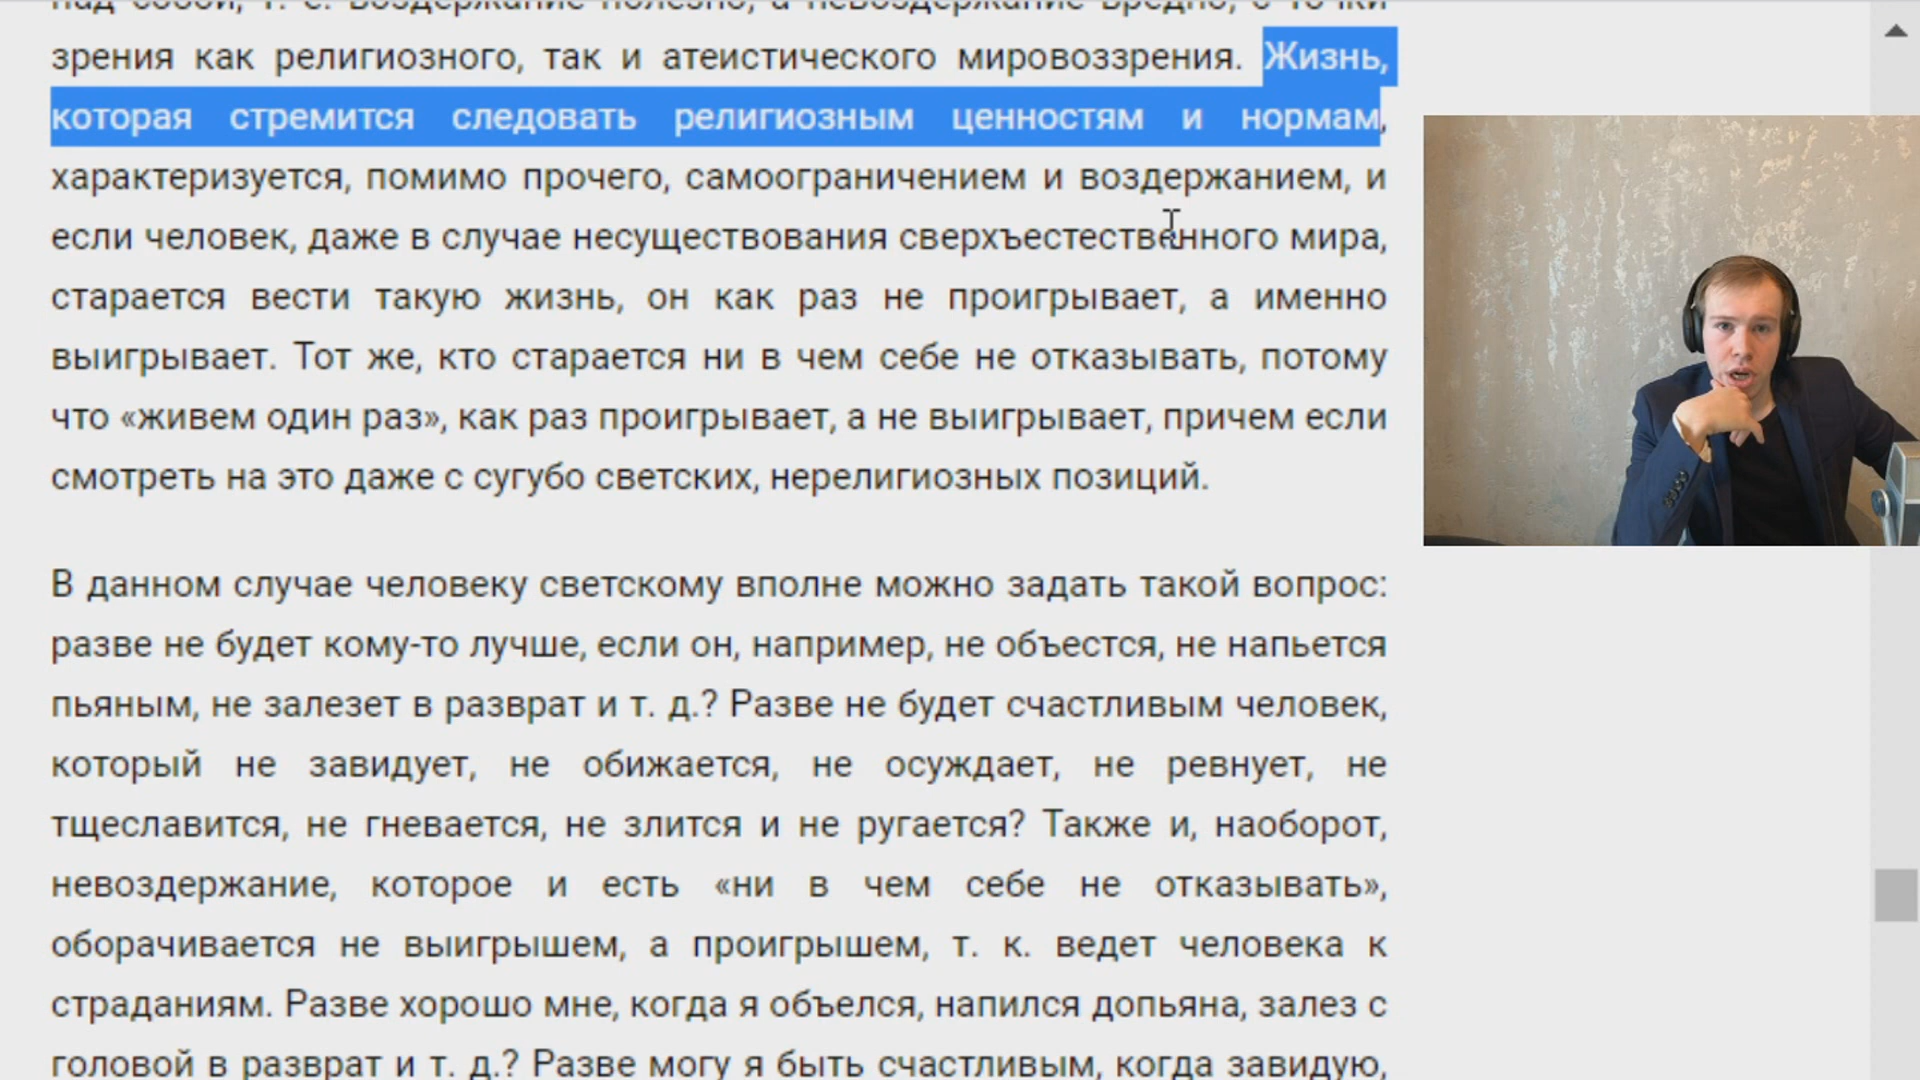 над собой, т. е. воздержание полезно, а невоздержание вредно, с точки
зрения как религиозного, так и атеистического мировоззрения. Жизнь,
которая стремится следовать религиозным ценностям и нормам,
характеризуется, помимо прочего, самоограничением и воздержанием, и
если человек, даже в случае несуществования сверхъестественного мира,
старается вести такую жизнь, он как раз не проигрывает, а именно
выигрывает. Тот же, кто старается ни в чем себе не отказывать, потому
что «живем один раз», как раз проигрывает, а не выигрывает, причем если
смотреть на это даже с сугубо светских, нерелигиозных позиций.
В данном случае человеку светскому вполне можно задать такой вопрос:
разве не будет кому-то лучше, если он, например, не объестся, не напьется
пьяным, не залезет в разврат и т. д.? Разве не будет счастливым человек,
который не завидует, не обижается, не осуждает, не ревнует, не
тщеславится, не гневается, не злится и не ругается? Также и, наоборот,
невоздержание, которое и есть «ни в чем себе не отказывать»,
оборачивается не выигрышем, а проигрышем, т. к. ведет человека к
страданиям. Разве хорошо мне, когда я объелся, напился допьяна, залез с
головой в разврат и т. д.? Разве могу я быть счастливым, когда завидую,